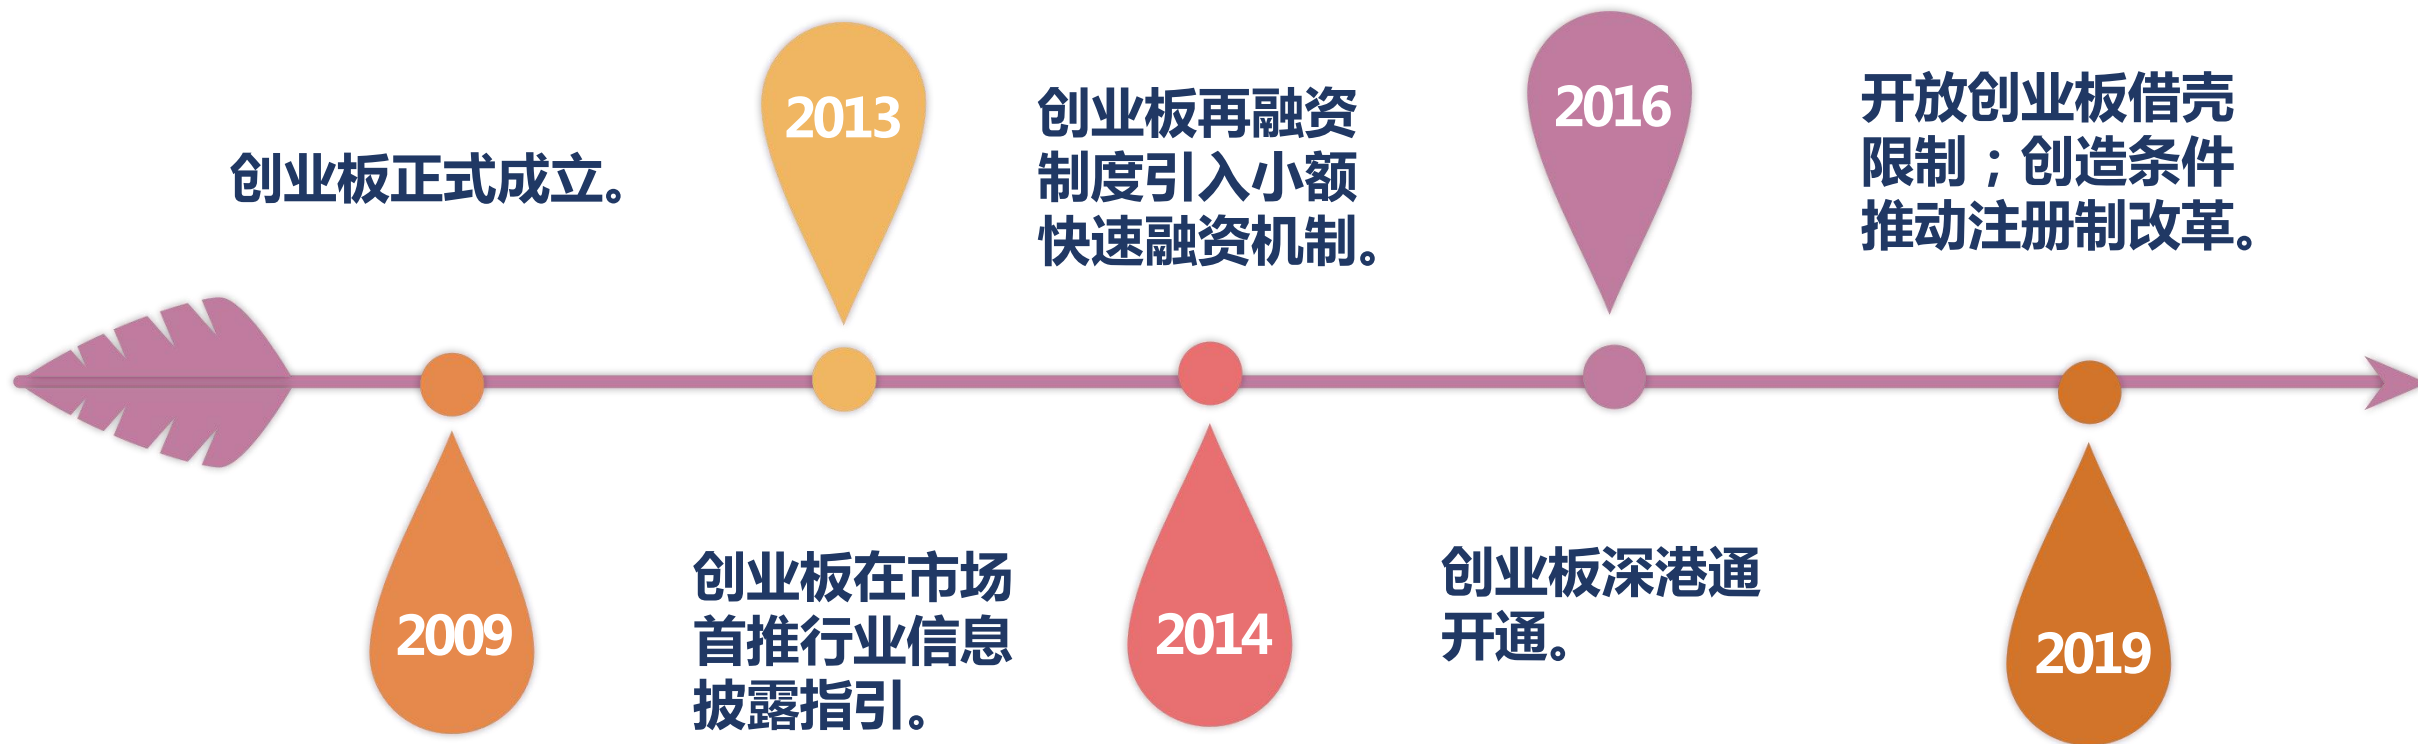 创业板正式成立。
2009
2013
创业板在市场
首推行业信息
披露指引。
创业板再融资
制度引入小额
快速融资机制。
2014
2016
创业板深港通
开通。
开放创业板借壳
限制；创造条件
推动注册制改革。
2019